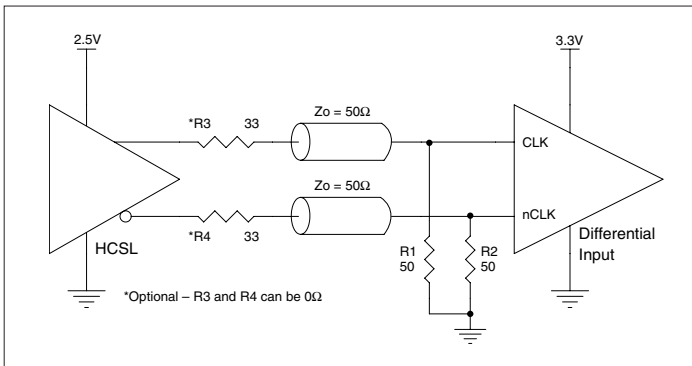 2.5V
3.3V
*R3 33
Zo = 50Ω
CLK
Zo = 50Ω
nCLK
HCSL
*R4 33
R1
50
R2
50
Differential
Input
*Optional – R3 and R4 can be 0Ω